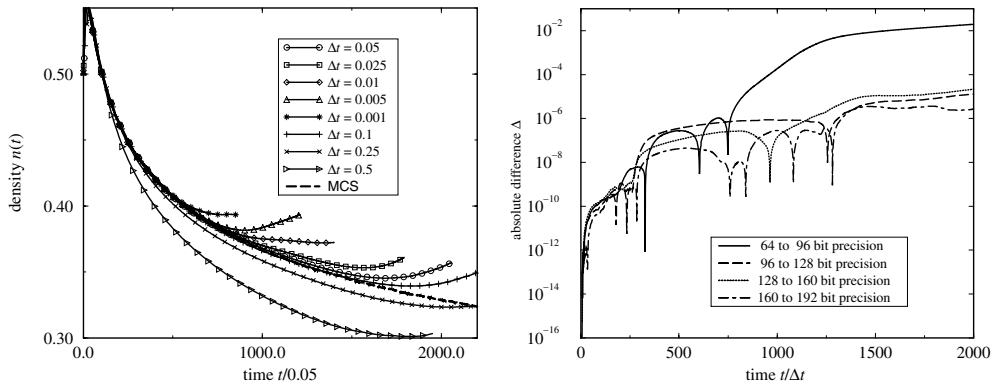 density n(t)
0.50
0.40
0.30
0.0
1000.0
2000.0
time t/0.05
Δt = 0.05
Δt = 0.025
Δt = 0.01
Δt = 0.005
Δt = 0.001
Δt = 0.1
Δt = 0.25
Δt = 0.5
MCS
absolute difference Δ
10⁻²
10⁻⁴
10⁻⁶
10⁻⁸
10⁻¹⁰
10⁻¹²
10⁻¹⁴
10⁻¹⁶
0
500
1000
1500
2000
time t/Δt
64 to 96 bit precision
96 to 128 bit precision
128 to 160 bit precision
160 to 192 bit precision